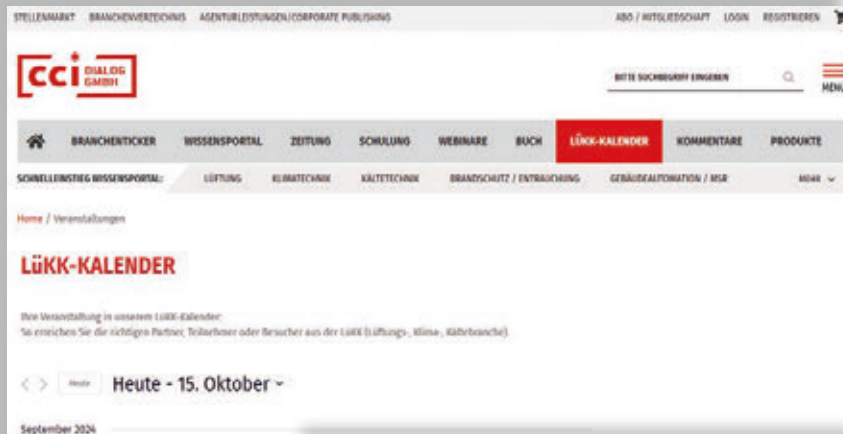 STELLENMARKT BRANCHENVERZEICHNIS AGENTURLEISTUNGEN/CORPORATE PUBLISHING ABO / MITGLIEDSCHAFT LOGIN REGISTRIEREN
cci DIALOG GMBH
BITTE SUCHBEGRIFF EINGEBEN
MENÜ
BRANCHENTICKER WISSENSPORTAL ZEITUNG SCHULUNG WEBINARE BUCH LÜKK-KALENDER KOMMENTARE PRODUKTE
SCHNELLEINSTIEG WISSENSPORTAL: LÜFTUNG KLIMATECHNIK KÄLTETECHNIK BRANDSCHUTZ / ENTRAUCHUNG GEBÄUDEAUTOMATION / MSR MEHR
Home / Veranstaltungen
LüKK-KALENDER
Ihre Veranstaltung in unserem LüKK-Kalender:
So erreichen Sie die richtigen Partner, Teilnehmer oder Besucher aus der LüKK (Lüftungs-, Klima-, Kältebranche).
Heute Heute - 15. Oktober
September 2024